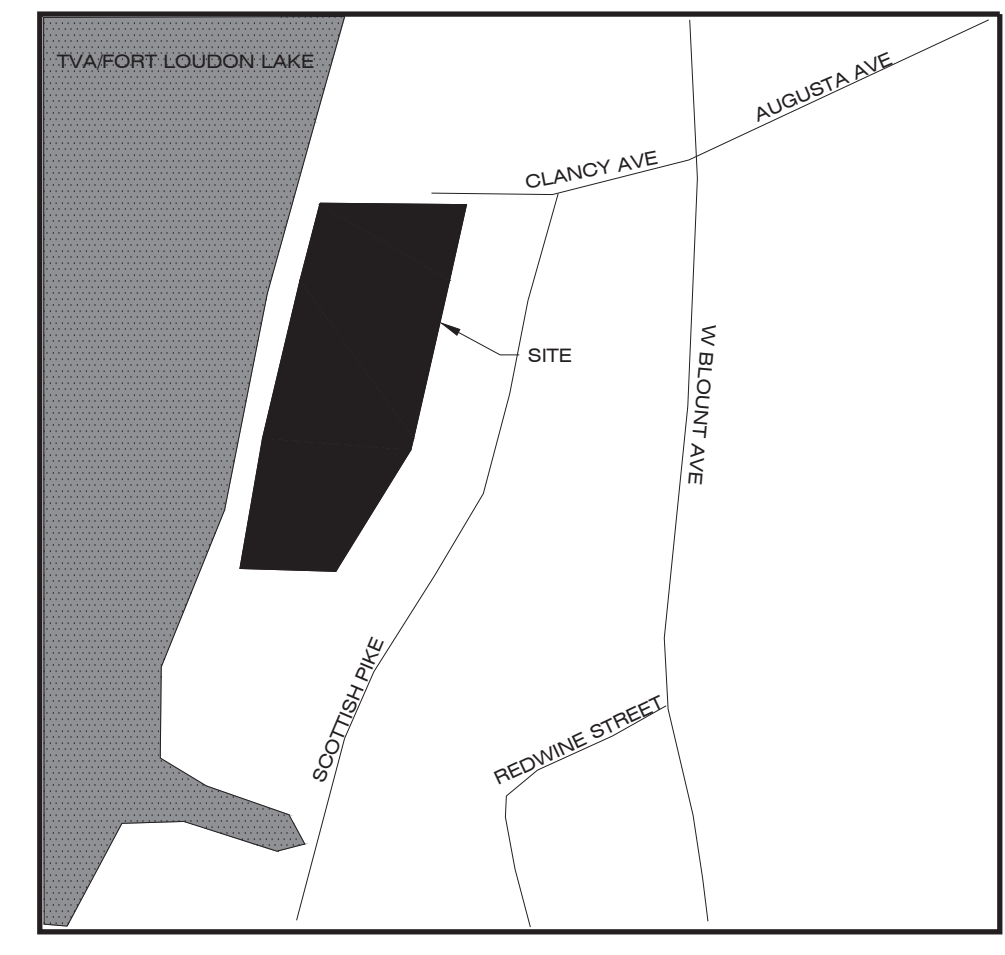 TVA/FORT LOUDON LAKE
AUGUSTA AVE
CLANCY AVE
SITE
W BLOUNT AVE
SCOTTISH PIKE
REDWINE STREET